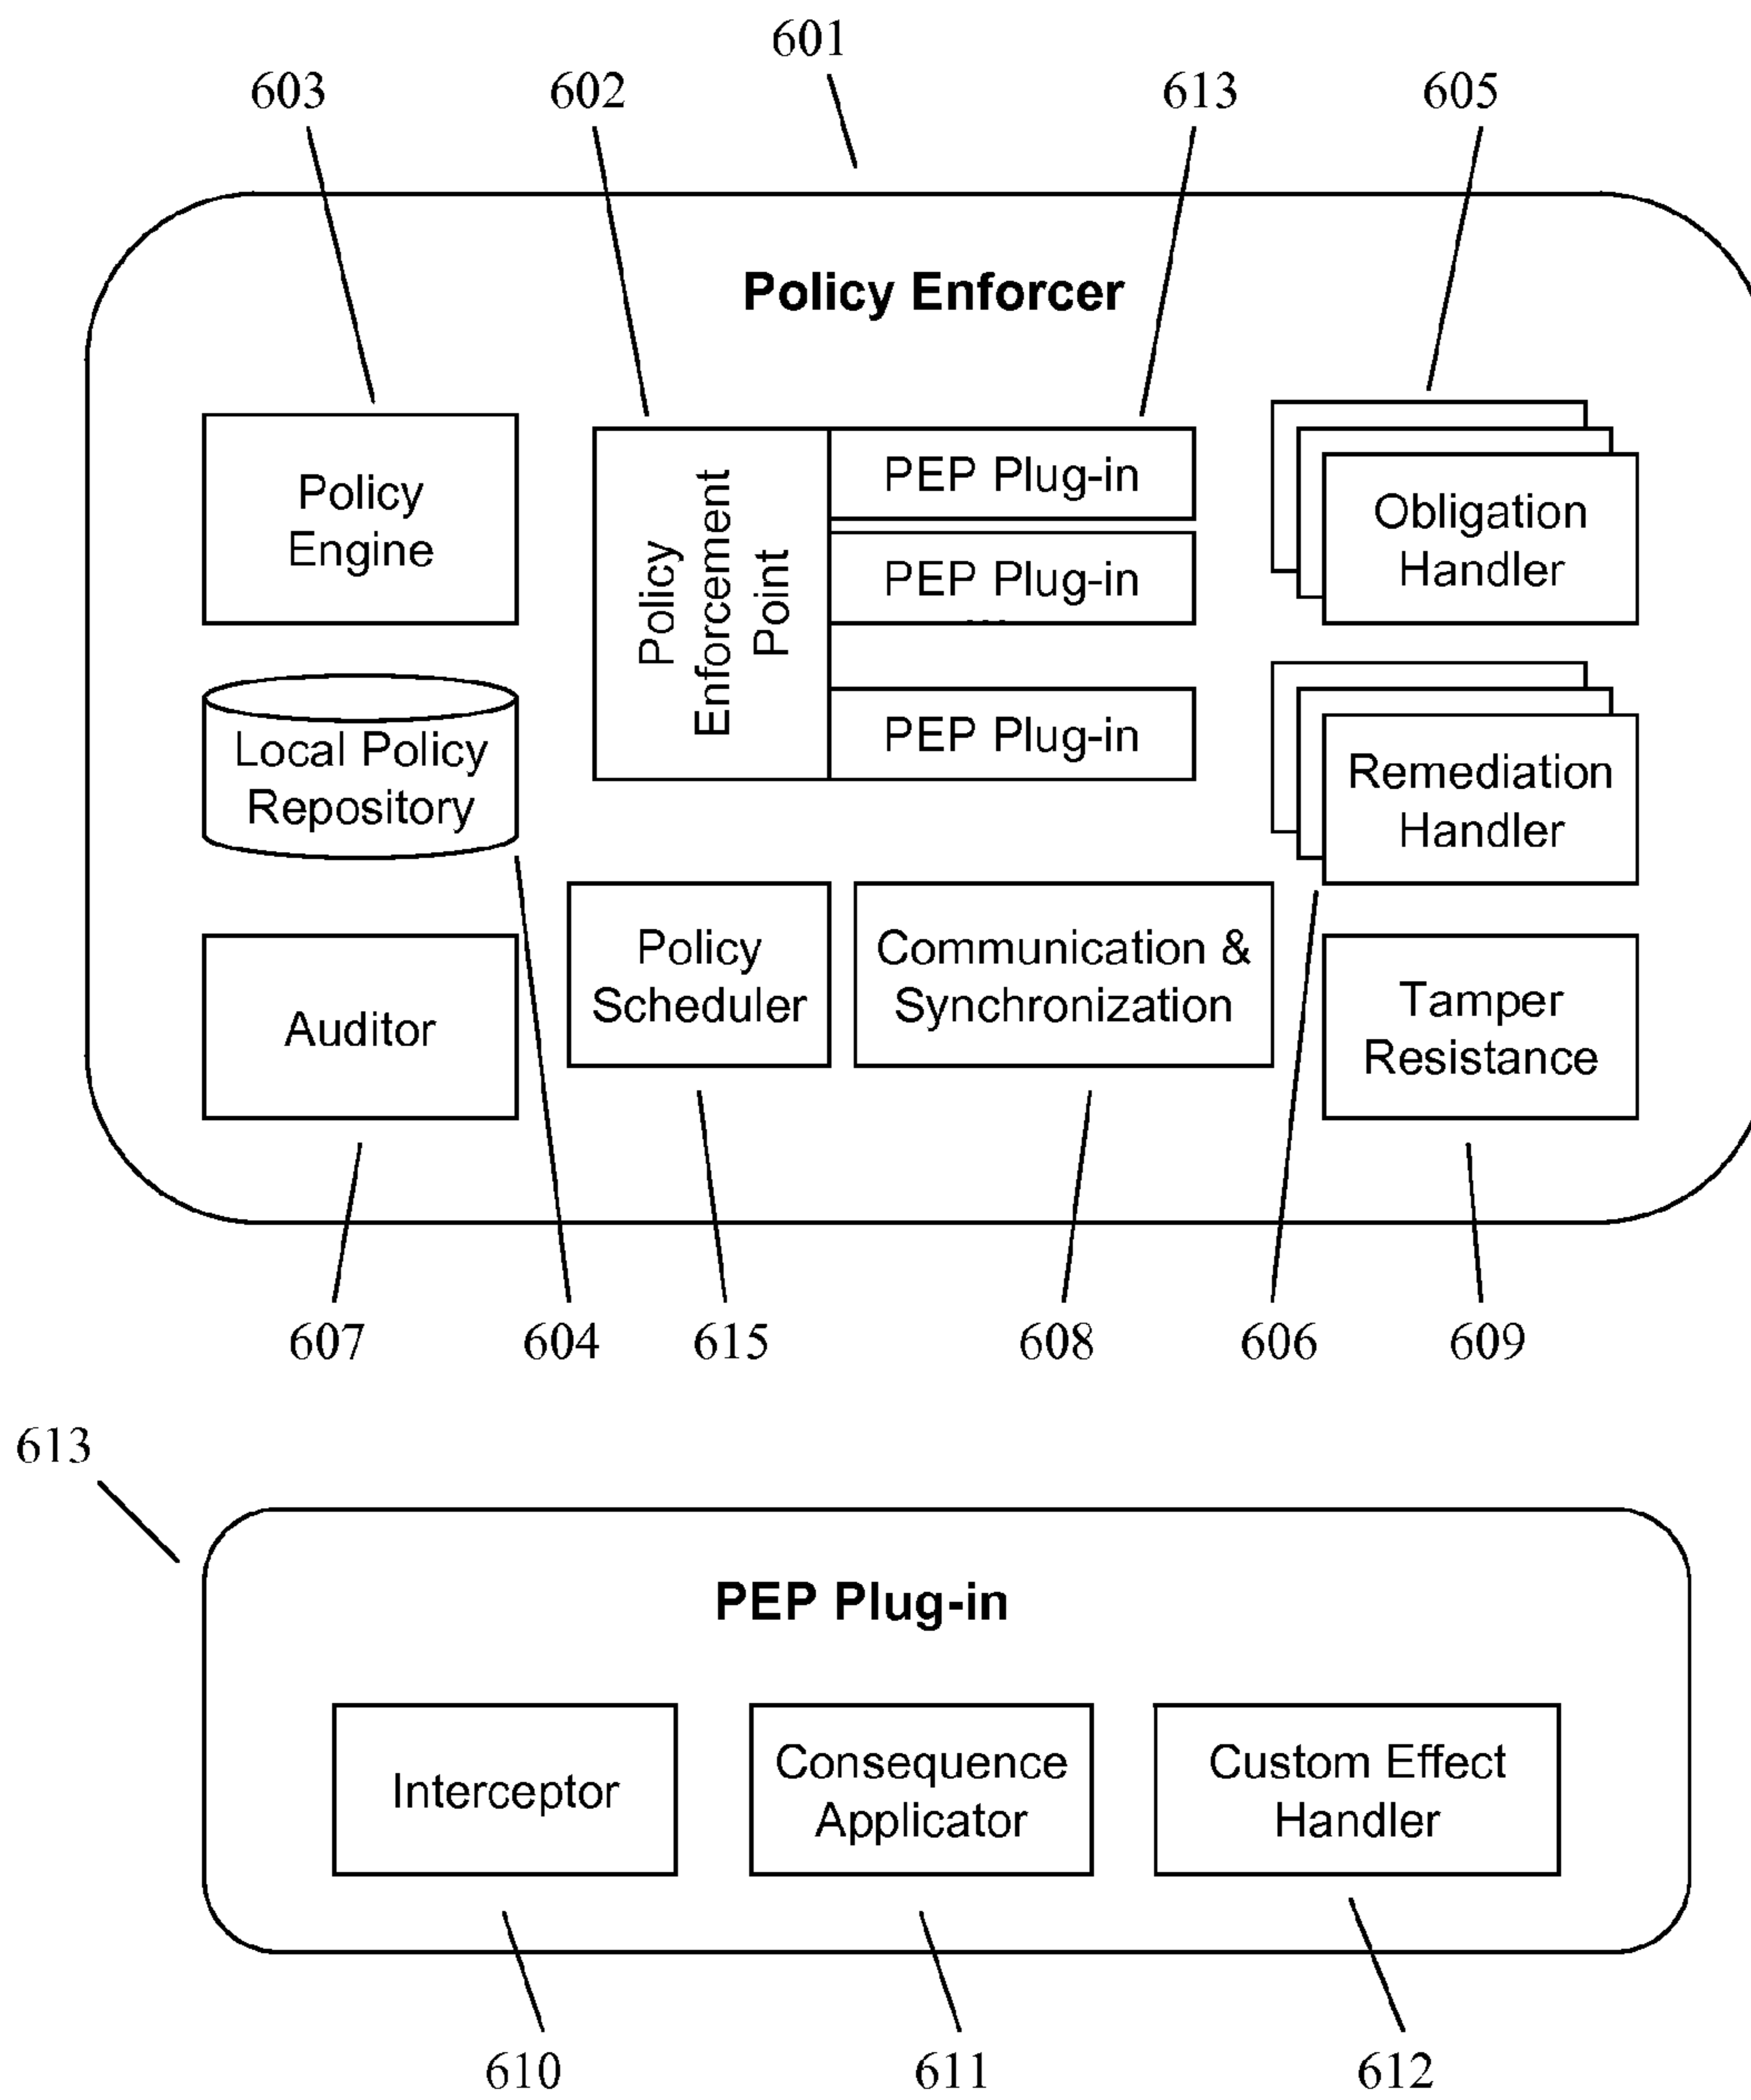 601
603
602
613
605
Policy Enforcer
Policy
Engine
Policy
Enforcement
Point
PEP Plug-in
PEP Plug-in
...
PEP Plug-in
Obligation
Handler
Local Policy
Repository
Remediation
Handler
Auditor
Policy
Scheduler
Communication &
Synchronization
Tamper
Resistance
607
604
615
608
606
609
613
PEP Plug-in
Interceptor
Consequence
Applicator
Custom Effect
Handler
610
611
612